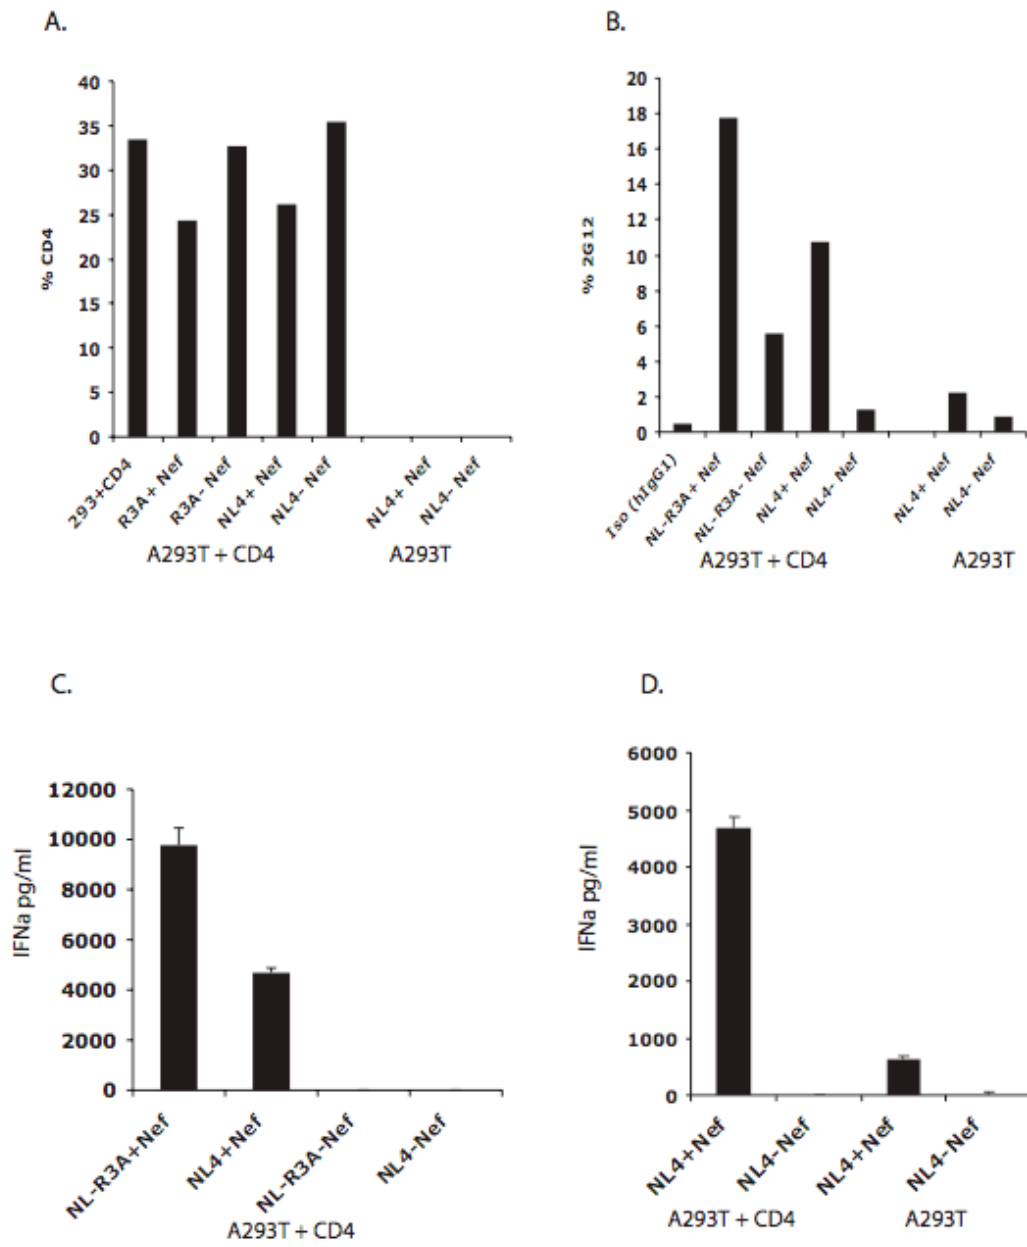 A.
40
35
30
25
20
15
10
5
0
% CD4
293+CD4
R3A+ Nef
R3A- Nef
NL4+ Nef
NL4- Nef
NL4+ Nef
NL4- Nef
A293T + CD4
A293T
B.
20
18
16
14
12
10
8
6
4
2
0
% 2G12
Iso (hIgG1)
NL-R3A+ Nef
NL-R3A- Nef
NL4+ Nef
NL4- Nef
NL4+ Nef
NL4- Nef
A293T + CD4
A293T
C.
12000
10000
8000
6000
4000
2000
0
IFNa pg/ml
NL-R3A+Nef
NL4+Nef
NL-R3A-Nef
NL4-Nef
A293T + CD4
D.
6000
5000
4000
3000
2000
1000
0
IFNa pg/ml
NL4+Nef
NL4-Nef
NL4+Nef
NL4-Nef
A293T + CD4
A293T